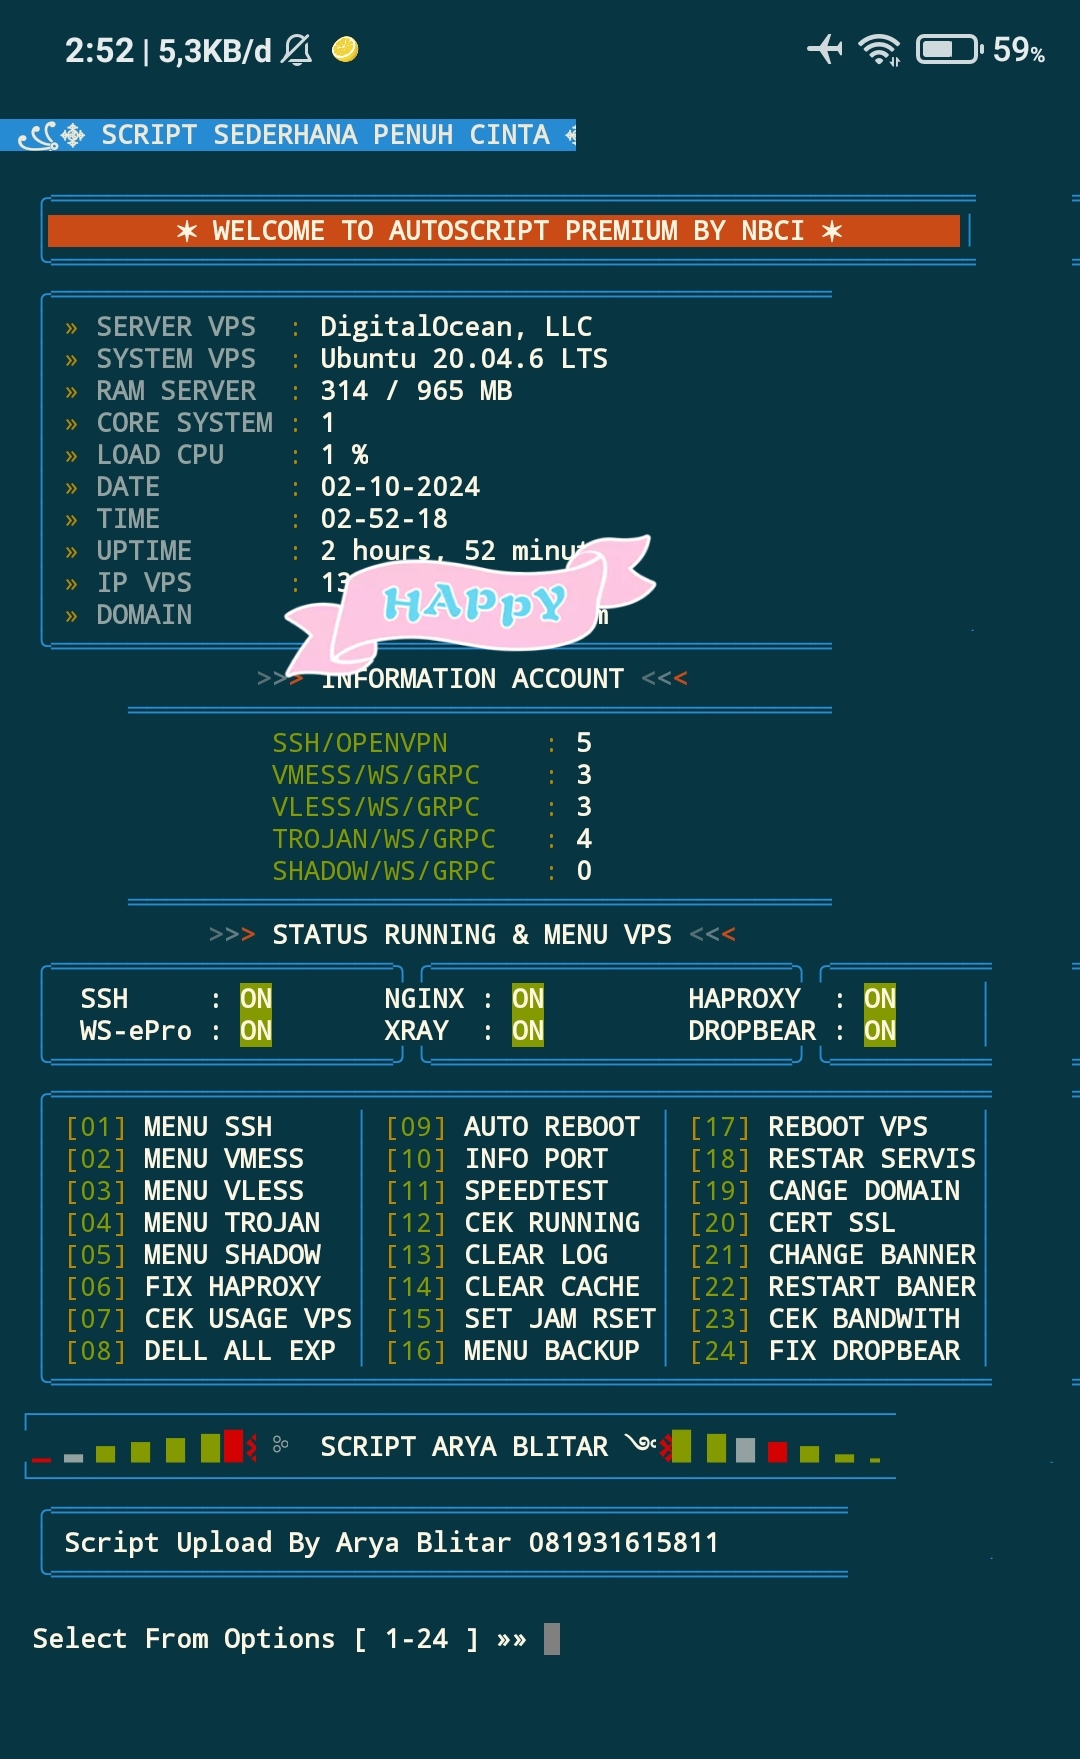 2:52 | 5,3KB/d 59%
SCRIPT SEDERHANA PENUH CINTA
✶ WELCOME TO AUTOSCRIPT PREMIUM BY NBCI ✶
» SERVER VPS : DigitalOcean, LLC
» SYSTEM VPS : Ubuntu 20.04.6 LTS
» RAM SERVER : 314 / 965 MB
» CORE SYSTEM : 1
» LOAD CPU : 1 %
» DATE : 02-10-2024
» TIME : 02-52-18
» UPTIME : 2 hours, 52
» IP VPS :
HAppY
» DOMAIN
>>> INFORMATION ACCOUNT <<<
SSH/OPENVPN : 5
VMESS/WS/GRPC : 3
VLESS/WS/GRPC : 3
TROJAN/WS/GRPC : 4
SHADOW/WS/GRPC : 0
>>> STATUS RUNNING & MENU VPS <<<
SSH : ON NGINX : ON HAPROXY : ON
WS-ePro : ON XRAY : ON DROPBEAR : ON
[01] MENU SSH [09] AUTO REBOOT [17] REBOOT VPS
[02] MENU VMESS [10] INFO PORT [18] RESTAR SERVIS
[03] MENU VLESS [11] SPEEDTEST [19] CANGE DOMAIN
[04] MENU TROJAN [12] CEK RUNNING [20] CERT SSL
[05] MENU SHADOW [13] CLEAR LOG [21] CHANGE BANNER
[06] FIX HAPROXY [14] CLEAR CACHE [22] RESTART BANER
[07] CEK USAGE VPS [15] SET JAM RSET [23] CEK BANDWITH
[08] DELL ALL EXP [16] MENU BACKUP [24] FIX DROPBEAR
SCRIPT ARYA BLITAR
Script Upload By Arya Blitar 081931615811
Select From Options [ 1-24 ] »»